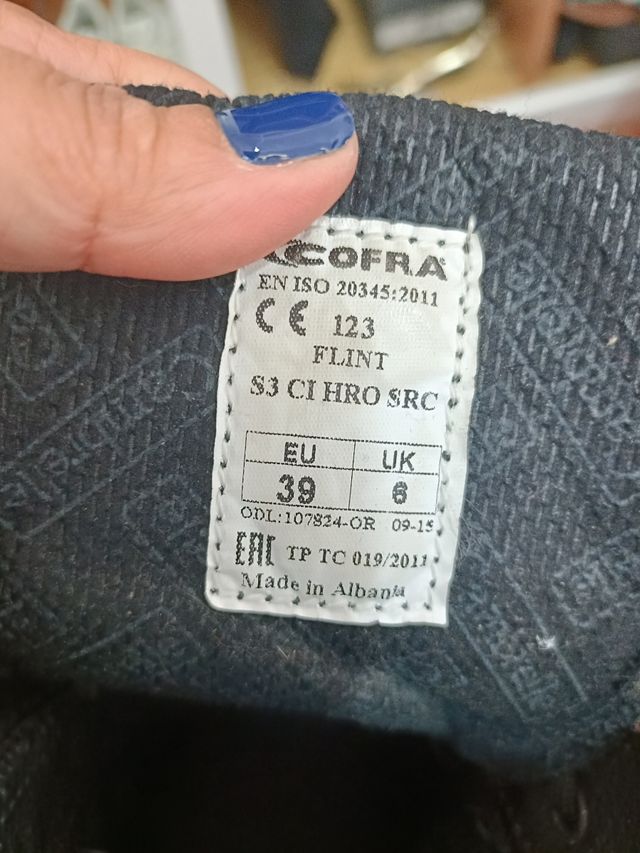 COFRA
EN ISO 20345:2011
CE 123
FLINT
S3 CI HRO SRC
EU UK
39 6
ODL:107824-OR 09-15
EAC TP TC 019/2011
Made in Albania